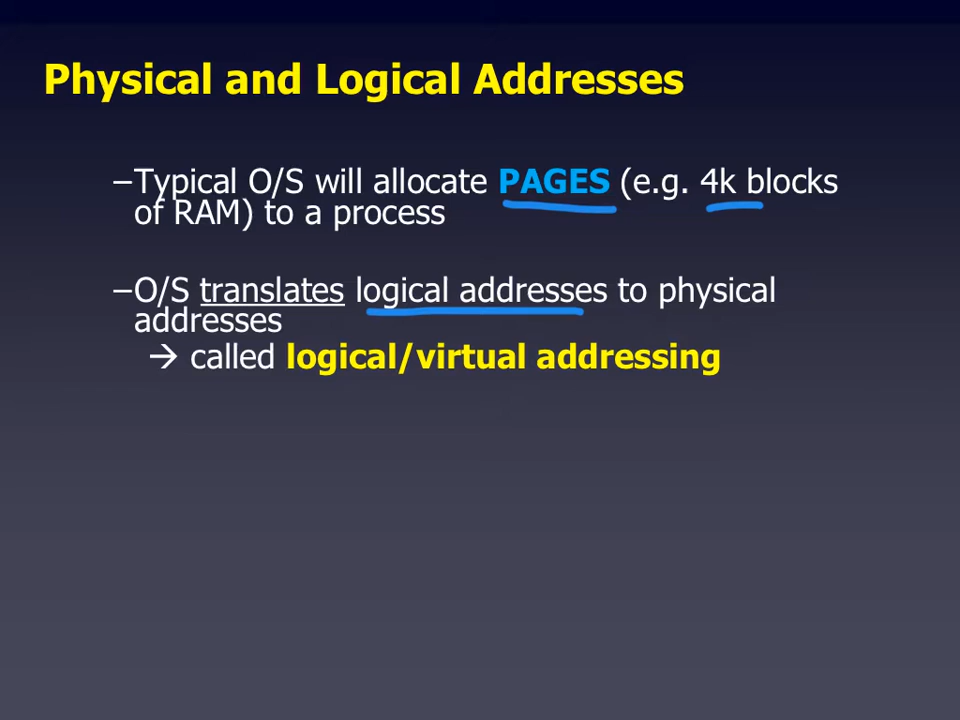 Physical and Logical Addresses
–Typical O/S will allocate PAGES (e.g. 4k blocks
of RAM) to a process
–O/S translates logical addresses to physical
addresses
→ called logical/virtual addressing